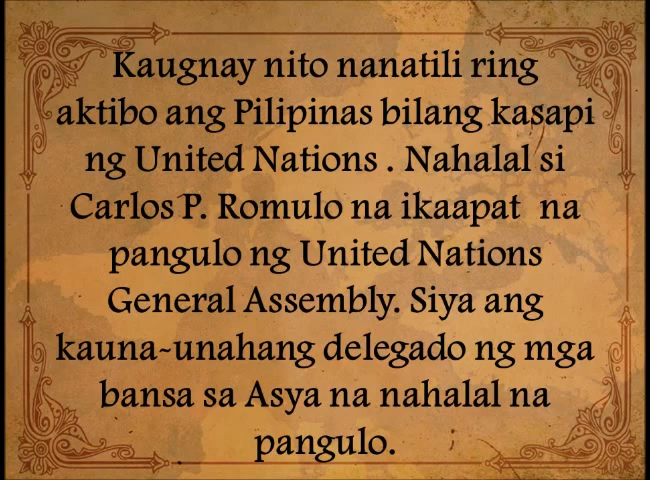 Kaugnay nito nanatili ring
aktibo ang Pilipinas bilang kasapi
ng United Nations . Nahalal si
Carlos P. Romulo na ikaapat na
pangulo ng United Nations
General Assembly. Siya ang
kauna-unahang delegado ng mga
bansa sa Asya na nahalal na
pangulo.